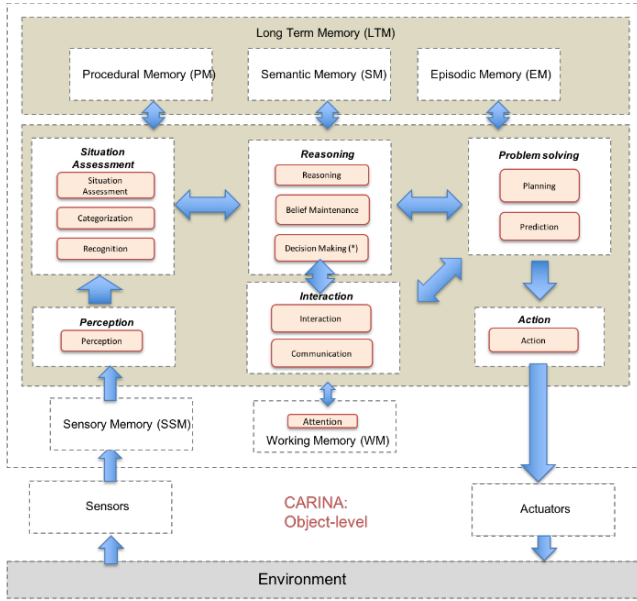 Long Term Memory (LTM)
Procedural Memory (PM)
Semantic Memory (SM)
Episodic Memory (EM)
Situation
Assessment
Situation
Assessment
Categorization
Recognition
Reasoning
Reasoning
Belief Maintenance
Decision Making (*)
Problem solving
Planning
Prediction
Perception
Perception
Interaction
Interaction
Communication
Action
Action
Sensory Memory (SSM)
Attention
Working Memory (WM)
Sensors
CARINA:
Object-level
Actuators
Environment